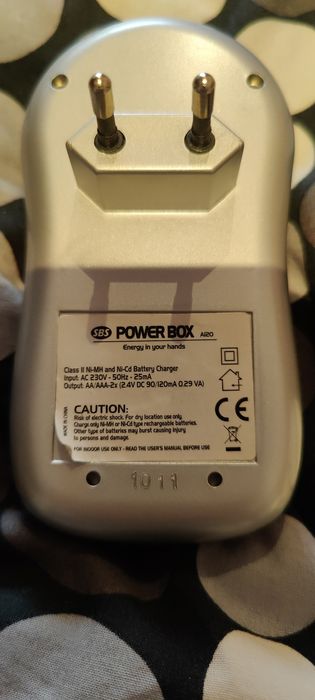 SBS POWER BOX A120
Energy in your hands
Class II Ni-MH and Ni-Cd Battery Charger
Input: AC 230V - 50Hz - 25mA
Output: AA/AAA-2x (2.4V DC 90/120mA 0.29 VA)
CE
MADE IN CHINA
CAUTION:
Risk of electric shock. For dry location use only
Charge only Ni-MH or Ni-Cd type rechargeable batteries.
Other type of batteries may burst causing injury
to persons and damage.
FOR INDOOR USE ONLY - READ THE USER'S MANUAL BEFORE USE
1011